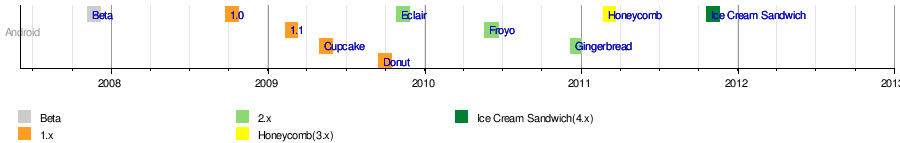 Beta 1.0 Eclair Honeycomb Ice Cream Sandwich
Android 1.1 Froyo
Cupcake Gingerbread
Donut
2008 2009 2010 2011 2012 2013
Beta 2.x Ice Cream Sandwich(4.x)
1.x Honeycomb(3.x)